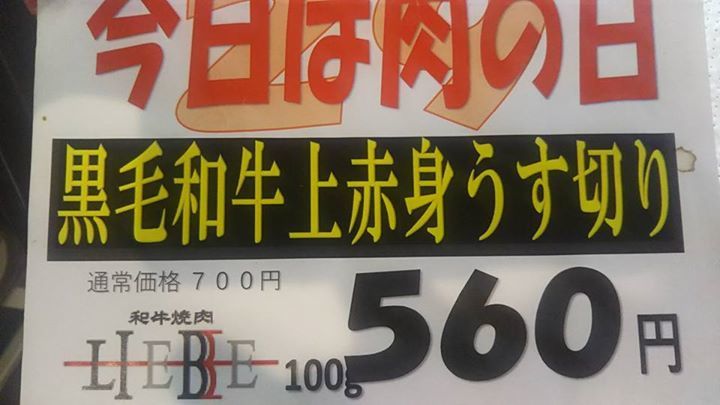 今日は肉の日
29
黒毛和牛上赤身うす切り
通常価格 700円
560円
和牛焼肉
LIEBE
100g